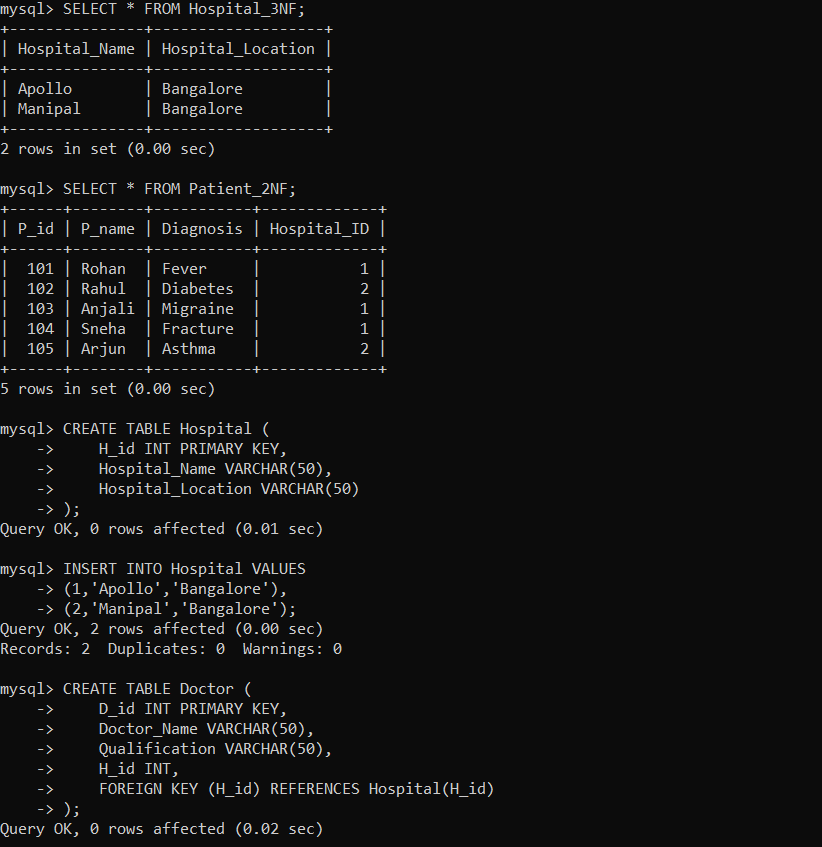 mysql> SELECT * FROM Hospital_3NF;
+---------------+-------------------+
| Hospital_Name | Hospital_Location |
+---------------+-------------------+
| Apollo        | Bangalore         |
| Manipal       | Bangalore         |
+---------------+-------------------+
2 rows in set (0.00 sec)

mysql> SELECT * FROM Patient_2NF;
+------+--------+-----------+-------------+
| P_id | P_name | Diagnosis | Hospital_ID |
+------+--------+-----------+-------------+
|  101 | Rohan  | Fever     |           1 |
|  102 | Rahul  | Diabetes  |           2 |
|  103 | Anjali | Migraine  |           1 |
|  104 | Sneha  | Fracture  |           1 |
|  105 | Arjun  | Asthma    |           2 |
+------+--------+-----------+-------------+
5 rows in set (0.00 sec)

mysql> CREATE TABLE Hospital (
    ->     H_id INT PRIMARY KEY,
    ->     Hospital_Name VARCHAR(50),
    ->     Hospital_Location VARCHAR(50)
    -> );
Query OK, 0 rows affected (0.01 sec)

mysql> INSERT INTO Hospital VALUES
    -> (1,'Apollo','Bangalore'),
    -> (2,'Manipal','Bangalore');
Query OK, 2 rows affected (0.00 sec)
Records: 2  Duplicates: 0  Warnings: 0

mysql> CREATE TABLE Doctor (
    ->     D_id INT PRIMARY KEY,
    ->     Doctor_Name VARCHAR(50),
    ->     Qualification VARCHAR(50),
    ->     H_id INT,
    ->     FOREIGN KEY (H_id) REFERENCES Hospital(H_id)
    -> );
Query OK, 0 rows affected (0.02 sec)